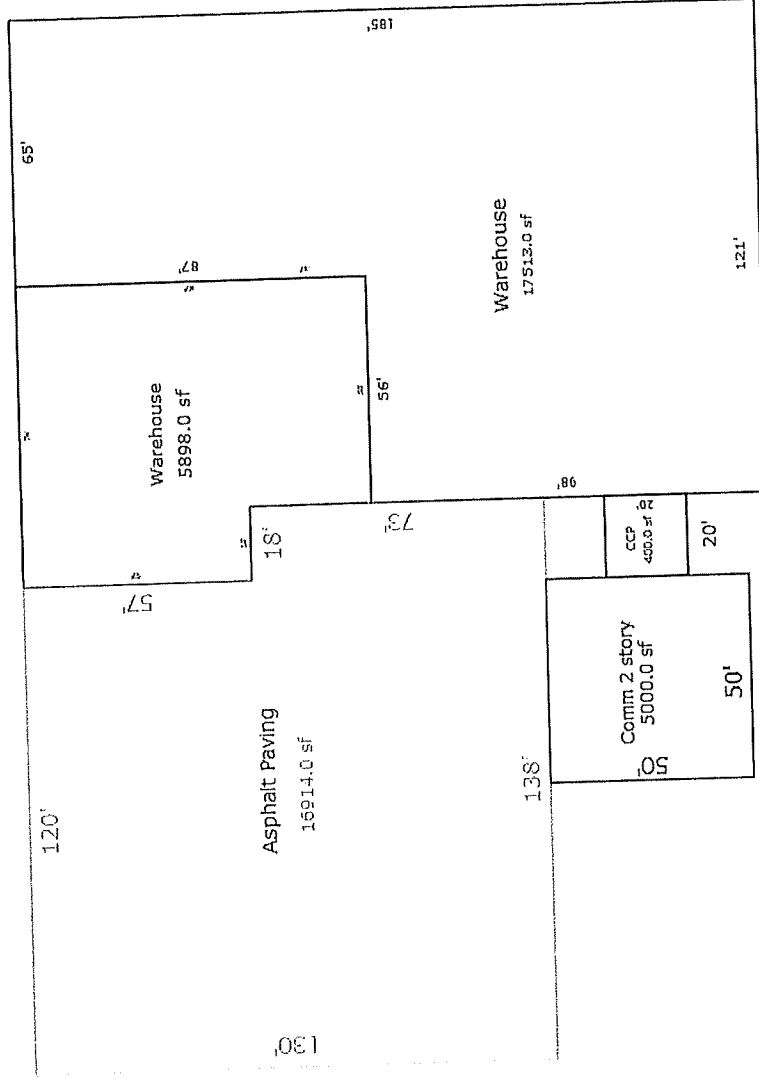 65'
185'
87'
Warehouse
5898.0 sf
Warehouse
17513.0 sf
56'
18'
73'
57'
98'
121'
CCP
400.0 sf
20'
20'
120'
Asphalt Paving
16914.0 sf
138'
130'
Comm 2 story
5000.0 sf
50'
50'